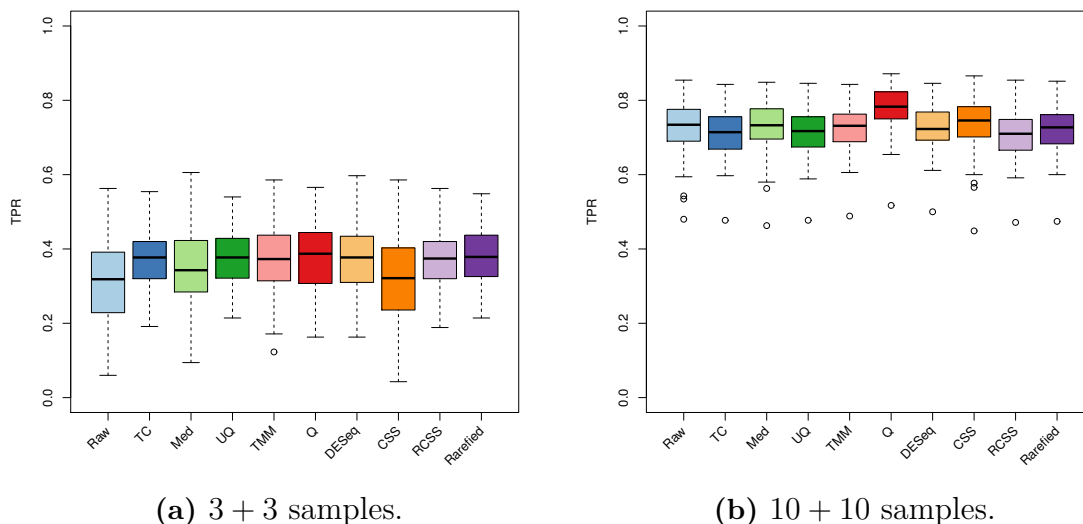 1.0
0.8
0.6
0.4
0.2
0.0
TPR
Raw
TC
Med
UQ
TMM
Q
DESeq
CSS
RCSS
Rarefied
(a) 3 + 3 samples.
1.0
0.8
0.6
0.4
0.2
0.0
TPR
Raw
TC
Med
UQ
TMM
Q
DESeq
CSS
RCSS
Rarefied
(b) 10 + 10 samples.